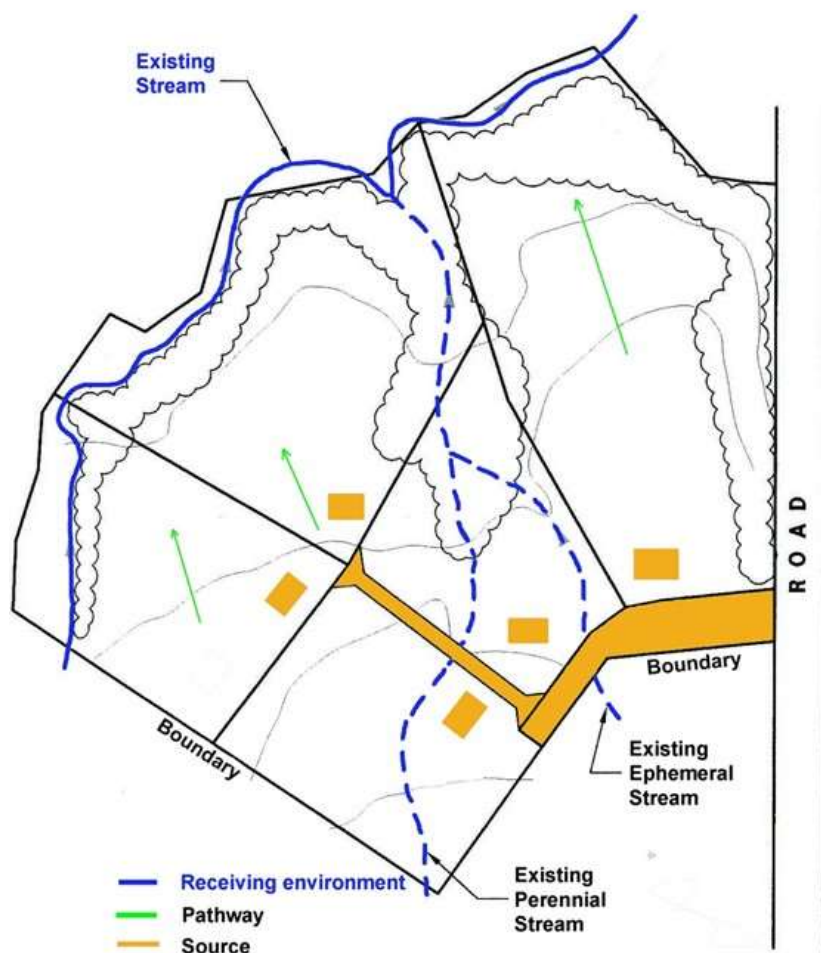 Existing
Stream
ROAD
Boundary
Boundary
Existing
Ephemeral
Stream
Existing
Perennial
Stream
Receiving environment
Pathway
Source